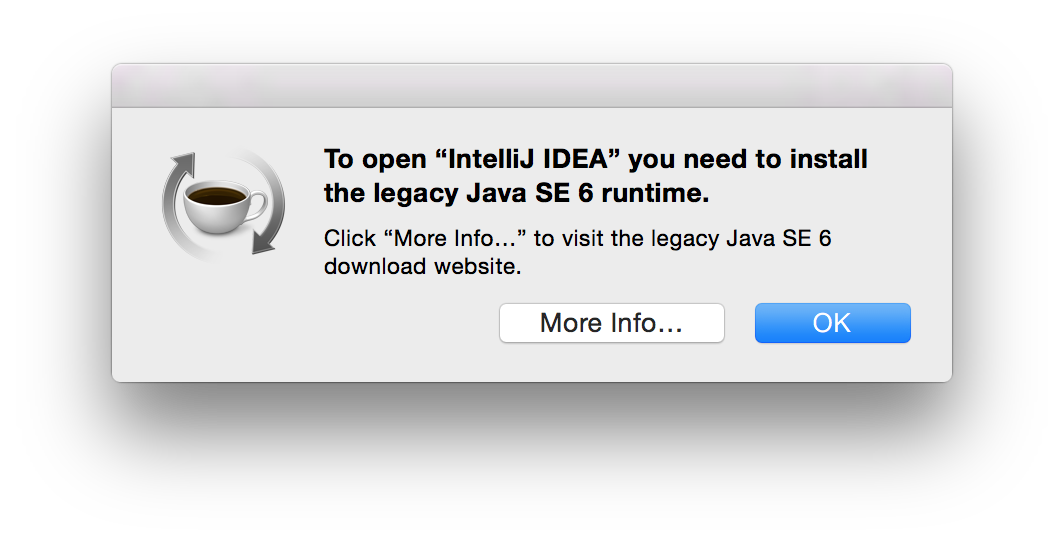 To open “IntelliJ IDEA” you need to install
the legacy Java SE 6 runtime.
Click “More Info…” to visit the legacy Java SE 6
download website.
More Info…
OK